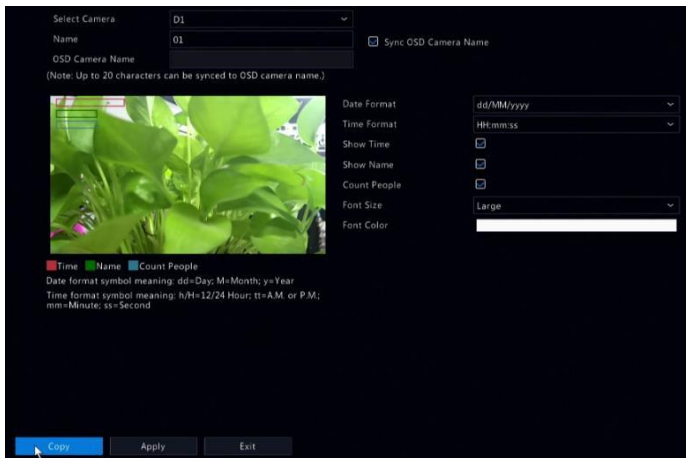 Select Camera D1
Name 01 Sync OSD Camera Name
OSD Camera Name
(Note: Up to 20 characters can be synced to OSD camera name.)
Date Format dd/MM/yyyy
Time Format HH:mm:ss
Show Time
Show Name
Count People
Font Size Large
Font Color
Time Name Count People
Date format symbol meaning: dd=Day; M=Month; y=Year
Time format symbol meaning: h/H=12/24 Hour; tt=A.M. or P.M.;
mm=Minute; ss=Second
Copy Apply Exit